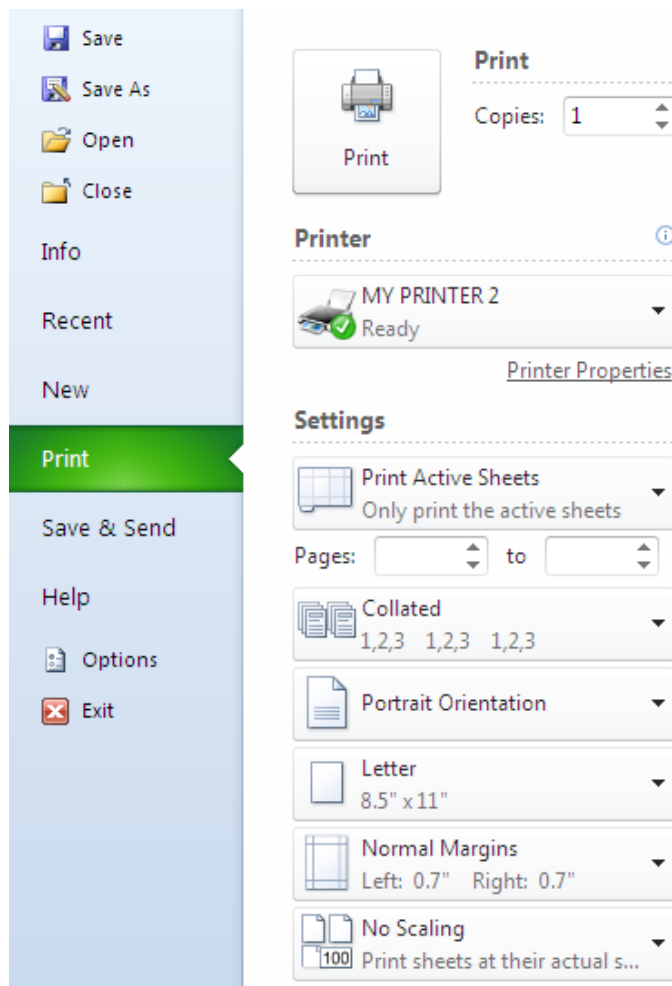 Save
Save As
Open
Close
Info
Recent
New
Print
Save & Send
Help
Options
Exit
Print
Print
Copies: 1
Printer
MY PRINTER 2
Ready
Printer Properties
Settings
Print Active Sheets
Only print the active sheets
Pages: to
Collated
1,2,3 1,2,3 1,2,3
Portrait Orientation
Letter
8.5" x 11"
Normal Margins
Left: 0.7" Right: 0.7"
No Scaling
100 Print sheets at their actual s...